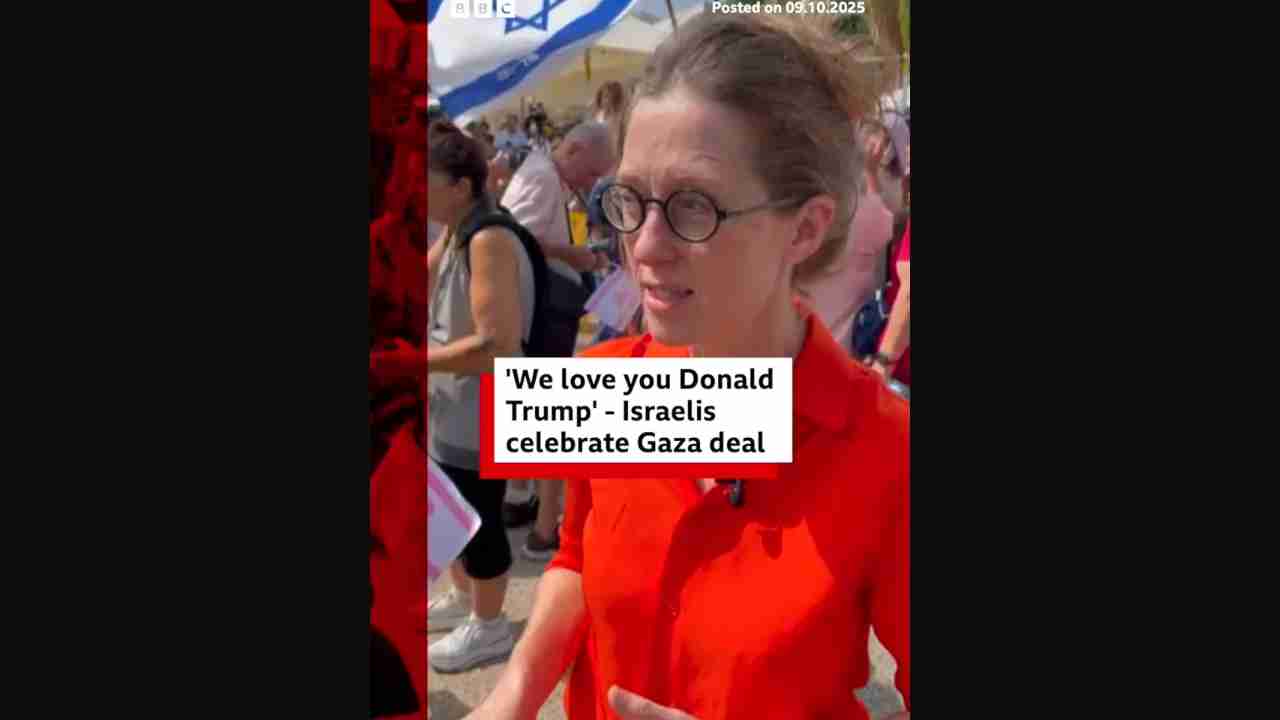 BBC
Posted on 09.10.2025
'We love you Donald
Trump' - Israelis
celebrate Gaza deal